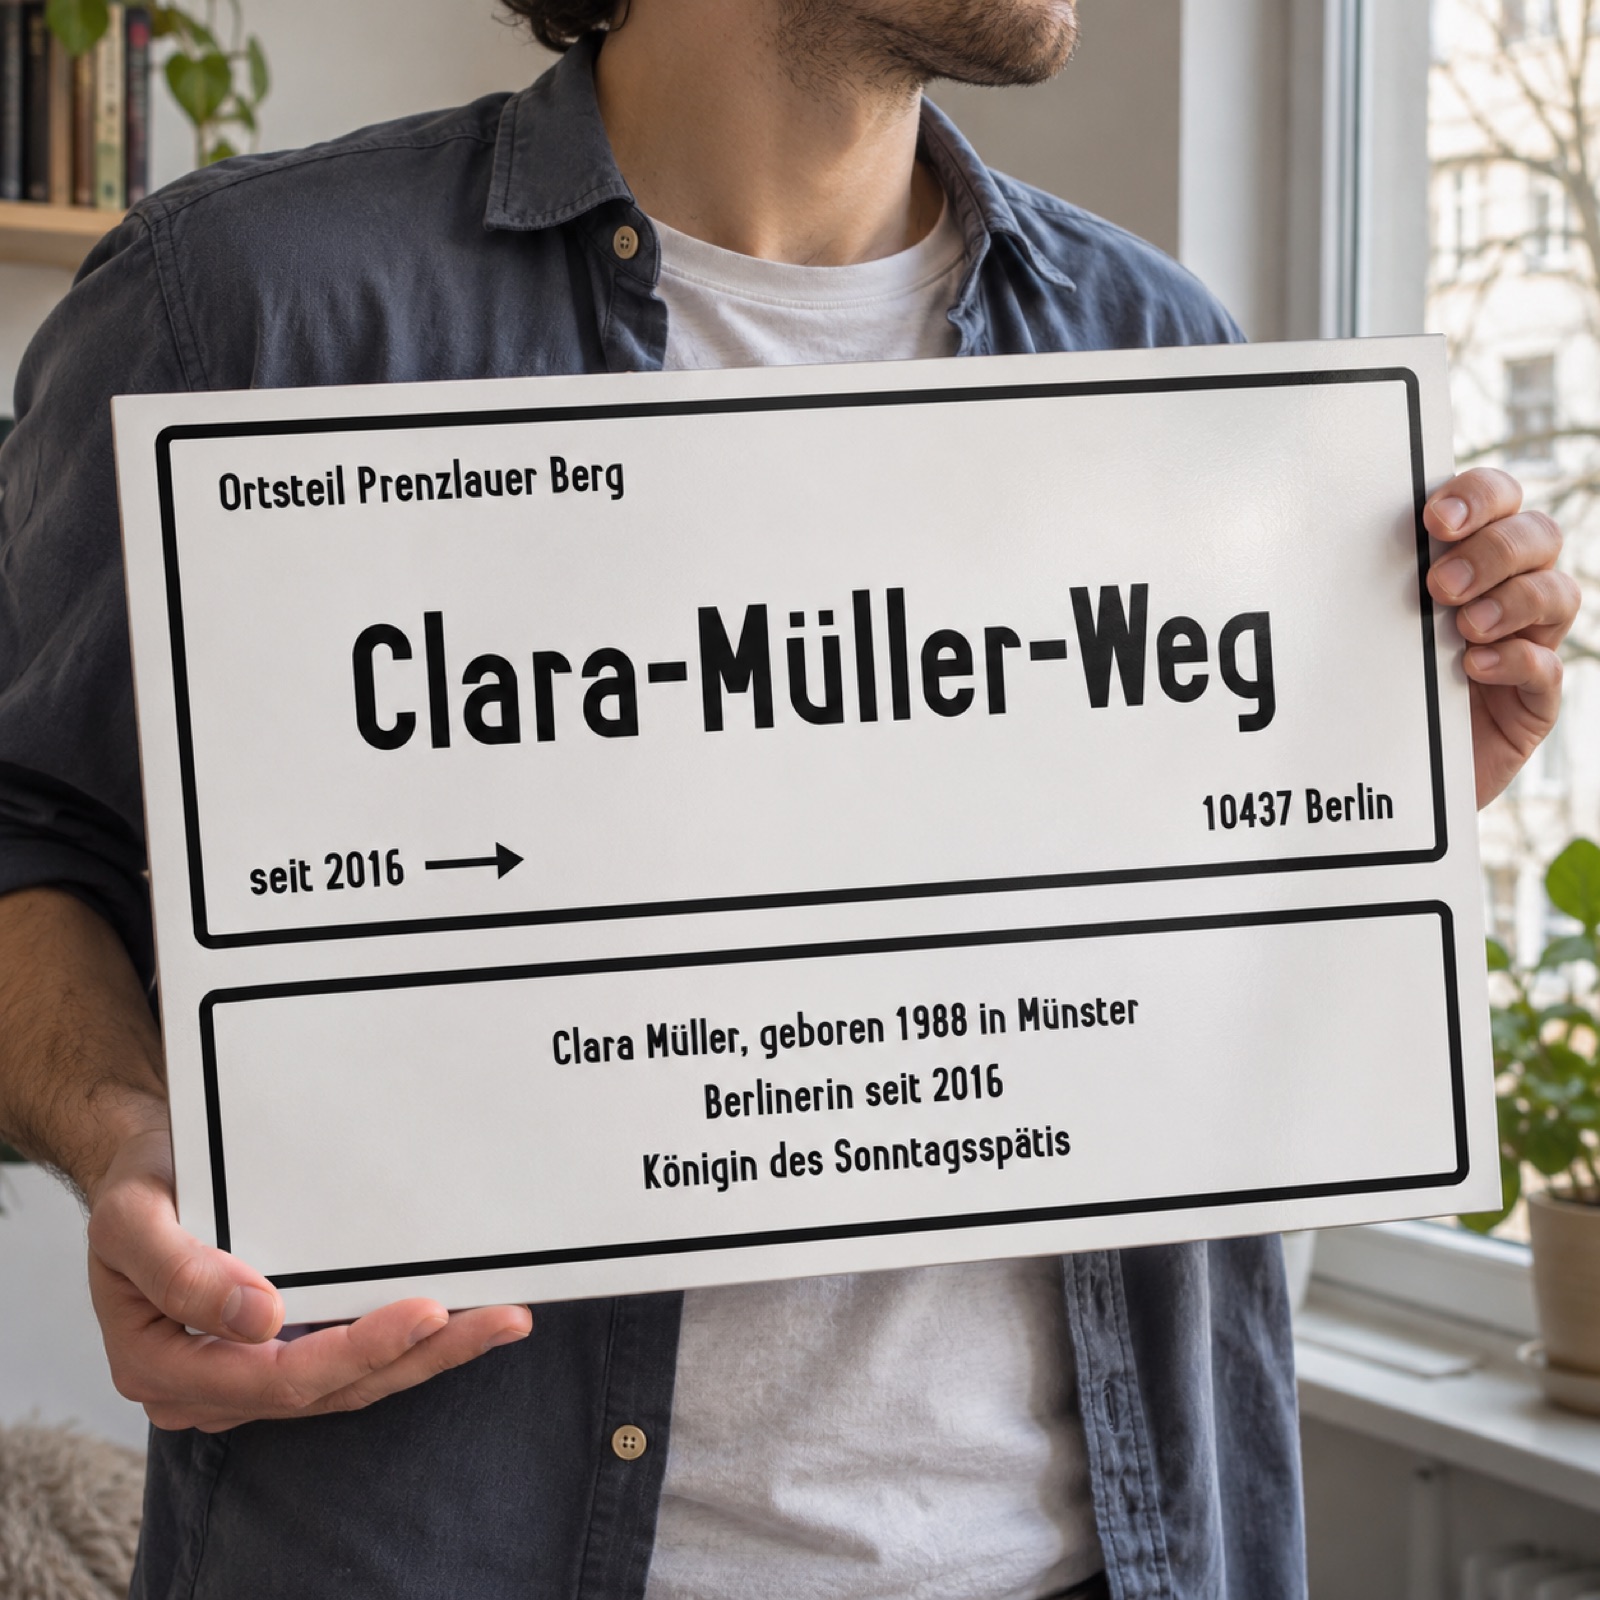 Ortsteil Prenzlauer Berg
Clara-Müller-Weg
seit 2016 →
10437 Berlin
Clara Müller, geboren 1988 in Münster
Berlinerin seit 2016
Königin des Sonntagsspätis